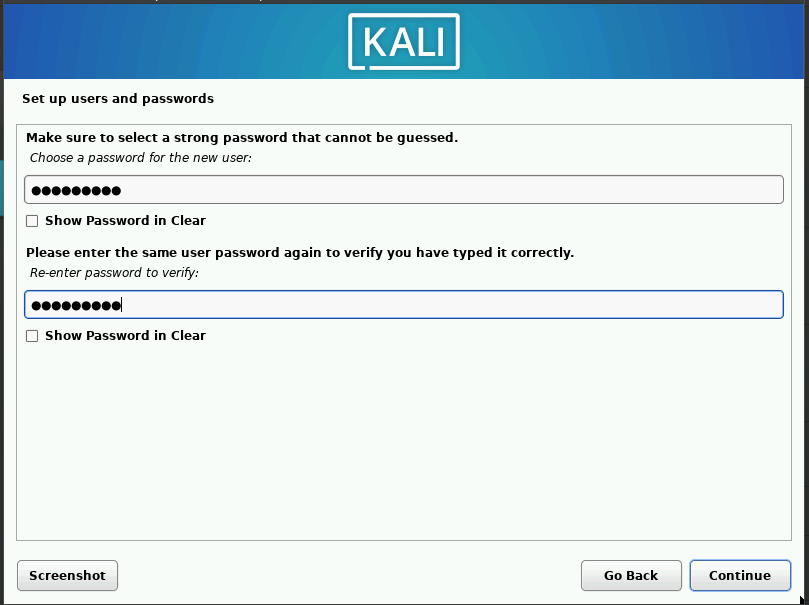 KALI
Set up users and passwords
Make sure to select a strong password that cannot be guessed.
Choose a password for the new user:
●●●●●●●●●
Show Password in Clear
Please enter the same user password again to verify you have typed it correctly.
Re-enter password to verify:
●●●●●●●●●
Show Password in Clear
Screenshot
Go Back
Continue